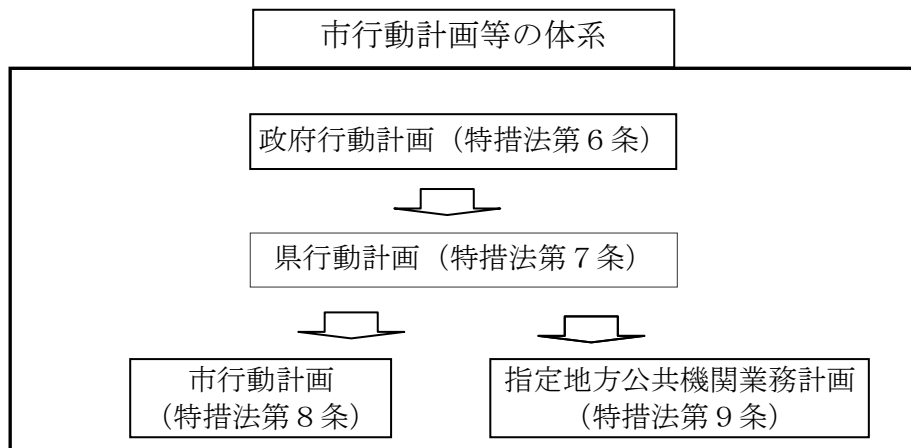 市行動計画等の体系
政府行動計画（特措法第６条）
県行動計画（特措法第７条）
市行動計画
（特措法第８条）
指定地方公共機関業務計画
（特措法第９条）